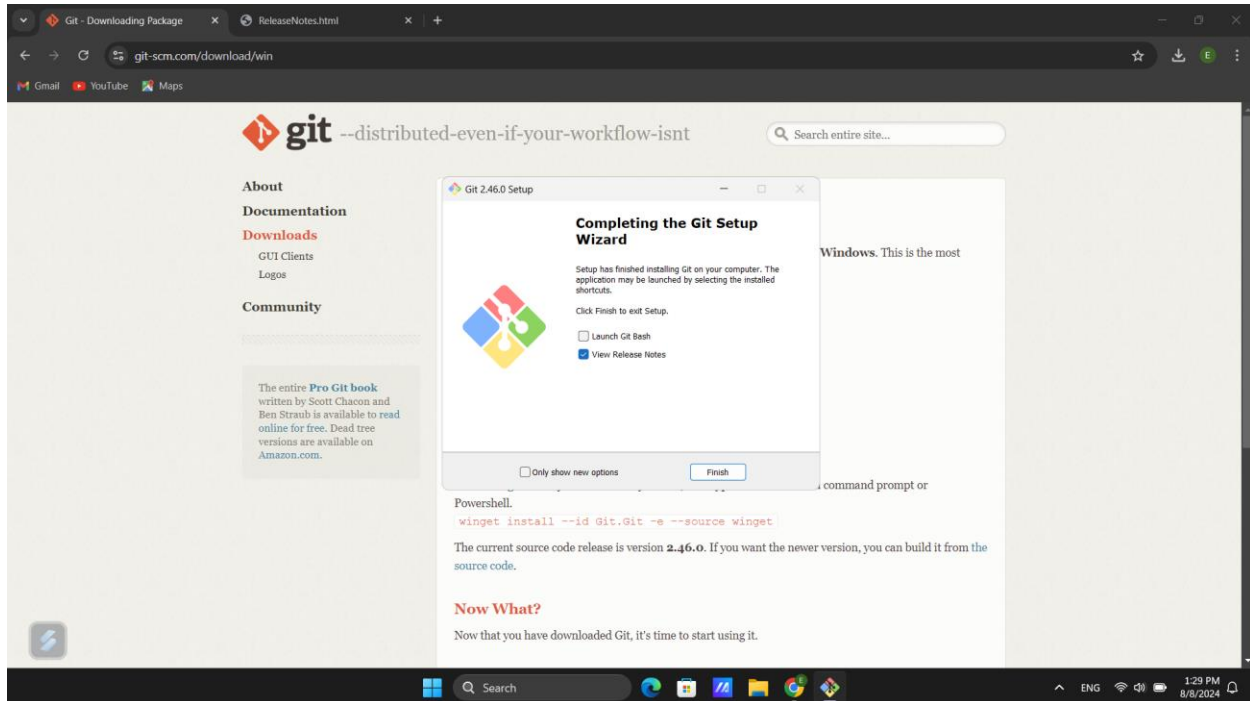 Git - Downloading Package
ReleaseNotes.html
git-scm.com/download/win
E
Gmail
YouTube
Maps
git --distributed-even-if-your-workflow-isnt
Search entire site...
About
Documentation
Downloads
GUI Clients
Logos
Community
The entire Pro Git book
written by Scott Chacon and
Ben Straub is available to read
online for free. Dead tree
versions are available on
Amazon.com.
Git 2.46.0 Setup
Completing the Git Setup
Wizard
Setup has finished installing Git on your computer. The
application may be launched by selecting the installed
shortcuts.
Click Finish to exit Setup.
Launch Git Bash
View Release Notes
Only show new options
Finish
Windows. This is the most
command prompt or
Powershell.
winget install --id Git.Git -e --source winget
The current source code release is version 2.46.0. If you want the newer version, you can build it from the
source code.
Now What?
Now that you have downloaded Git, it's time to start using it.
Search
ENG
1:29 PM
8/8/2024